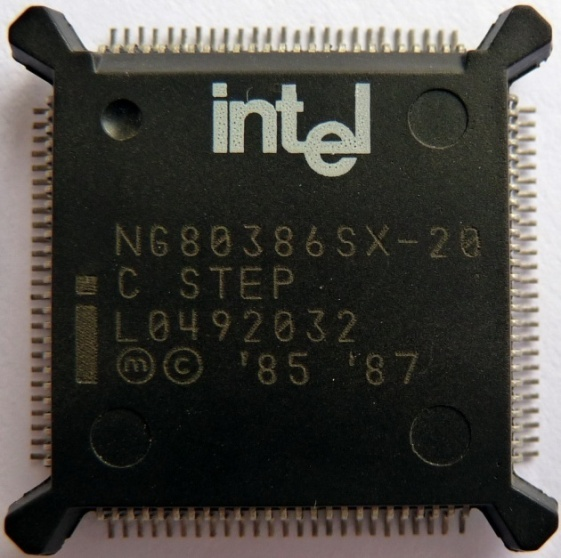 intel
NG80386SX-20
C STEP
L0492032
ⓜ © '85 '87